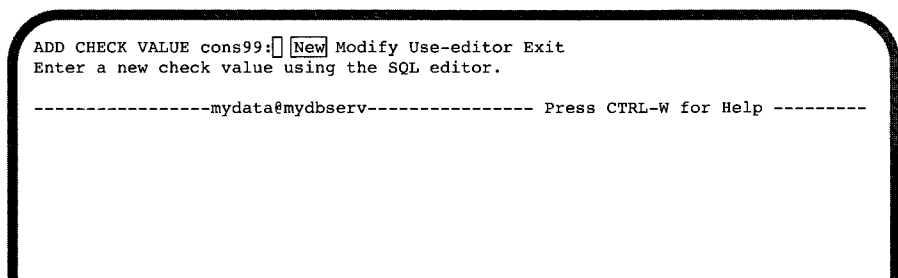 ADD CHECK VALUE cons99: New Modify Use-editor Exit
Enter a new check value using the SQL editor.
-----------------mydata@mydbserv---------------- Press CTRL-W for Help ---------